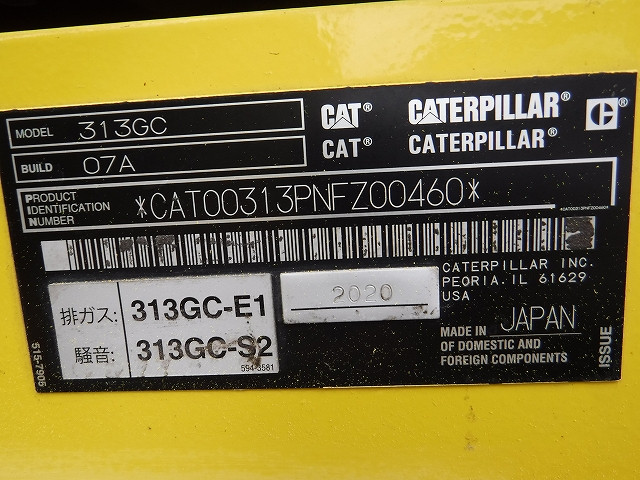 MODEL 313GC
BUILD 07A
CAT® CATERPILLAR®
CAT® CATERPILLAR®
PRODUCT
IDENTIFICATION
NUMBER
*CAT00313PNFZ00460*
*CAT00313PNFZ00460*
排ガス: 313GC-E1
騒音: 313GC-S2
594-3581
2020
CATERPILLAR INC.
PEORIA. IL 61629
USA
MADE IN JAPAN
OF DOMESTIC AND
FOREIGN COMPONENTS
ISSUE
515-7905